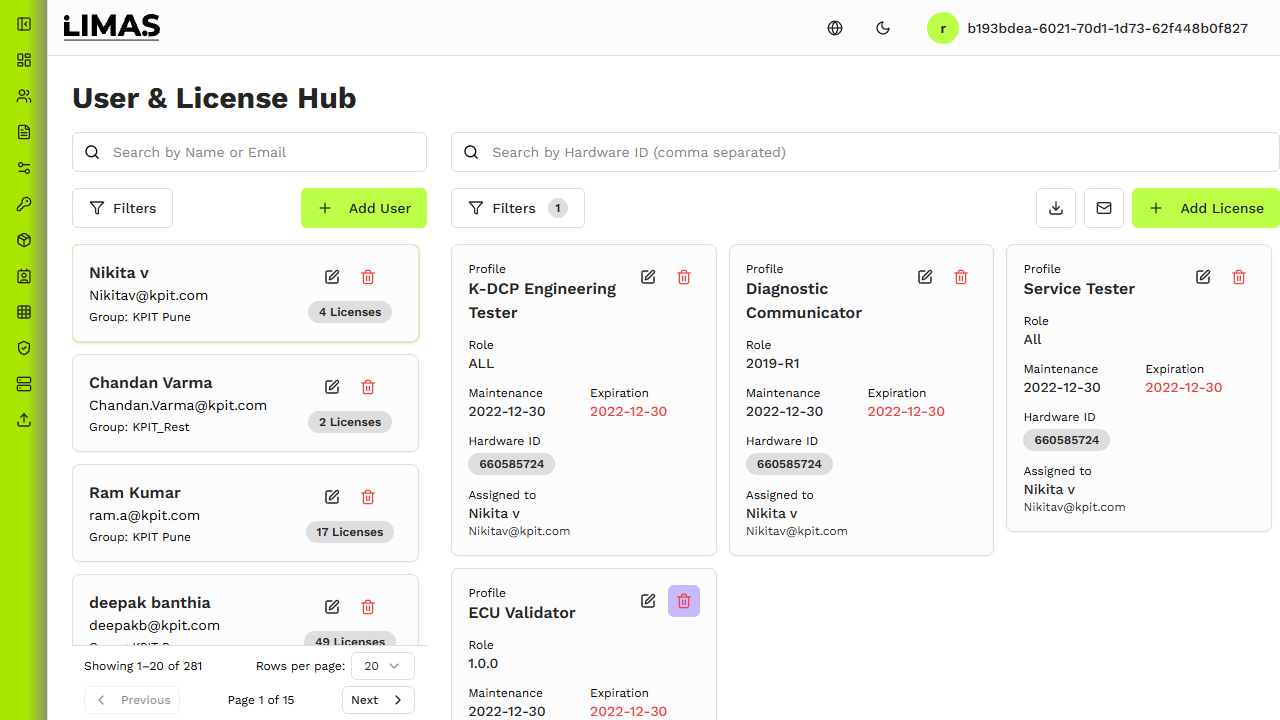 LIMAS
r
b193bdea-6021-70d1-1d73-62f448b0f827
User & License Hub
Search by Name or Email
Search by Hardware ID (comma separated)
Filters
Add User
Filters
1
Add License
Nikita v
Nikitav@kpit.com
Group: KPIT Pune
4 Licenses
Chandan Varma
Chandan.Varma@kpit.com
Group: KPIT_Rest
2 Licenses
Ram Kumar
ram.a@kpit.com
Group: KPIT Pune
17 Licenses
deepak banthia
deepakb@kpit.com
49 Licenses
Showing 1–20 of 281
Rows per page:
20
Previous
Page 1 of 15
Next
Profile
K-DCP Engineering
Tester
Role
ALL
Maintenance
Expiration
2022-12-30
2022-12-30
Hardware ID
660585724
Assigned to
Nikita v
Nikitav@kpit.com
Profile
Diagnostic
Communicator
Role
2019-R1
Maintenance
Expiration
2022-12-30
2022-12-30
Hardware ID
660585724
Assigned to
Nikita v
Nikitav@kpit.com
Profile
Service Tester
Role
All
Maintenance
Expiration
2022-12-30
2022-12-30
Hardware ID
660585724
Assigned to
Nikita v
Nikitav@kpit.com
Profile
ECU Validator
Role
1.0.0
Maintenance
Expiration
2022-12-30
2022-12-30